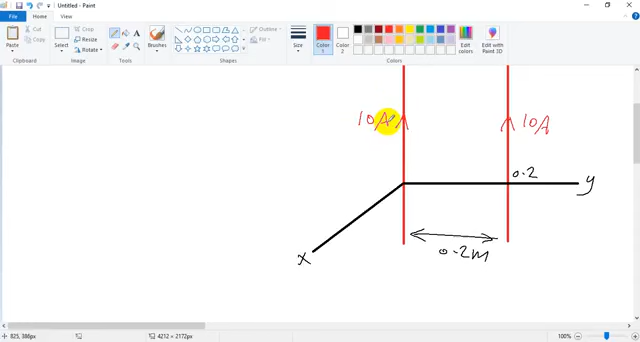 Untitled - Paint
File Home View
Paste
Cut
Copy
Clipboard
Select
Crop
Resize
Rotate
Image
Tools
Brushes
Shapes
Outline
Fill
Size
Color 1
Color 2
Colors
Edit colors
Edit with Paint 3D
10A
10A
0.2
y
x
0.2m
825, 386px
4212 × 2172px
100%